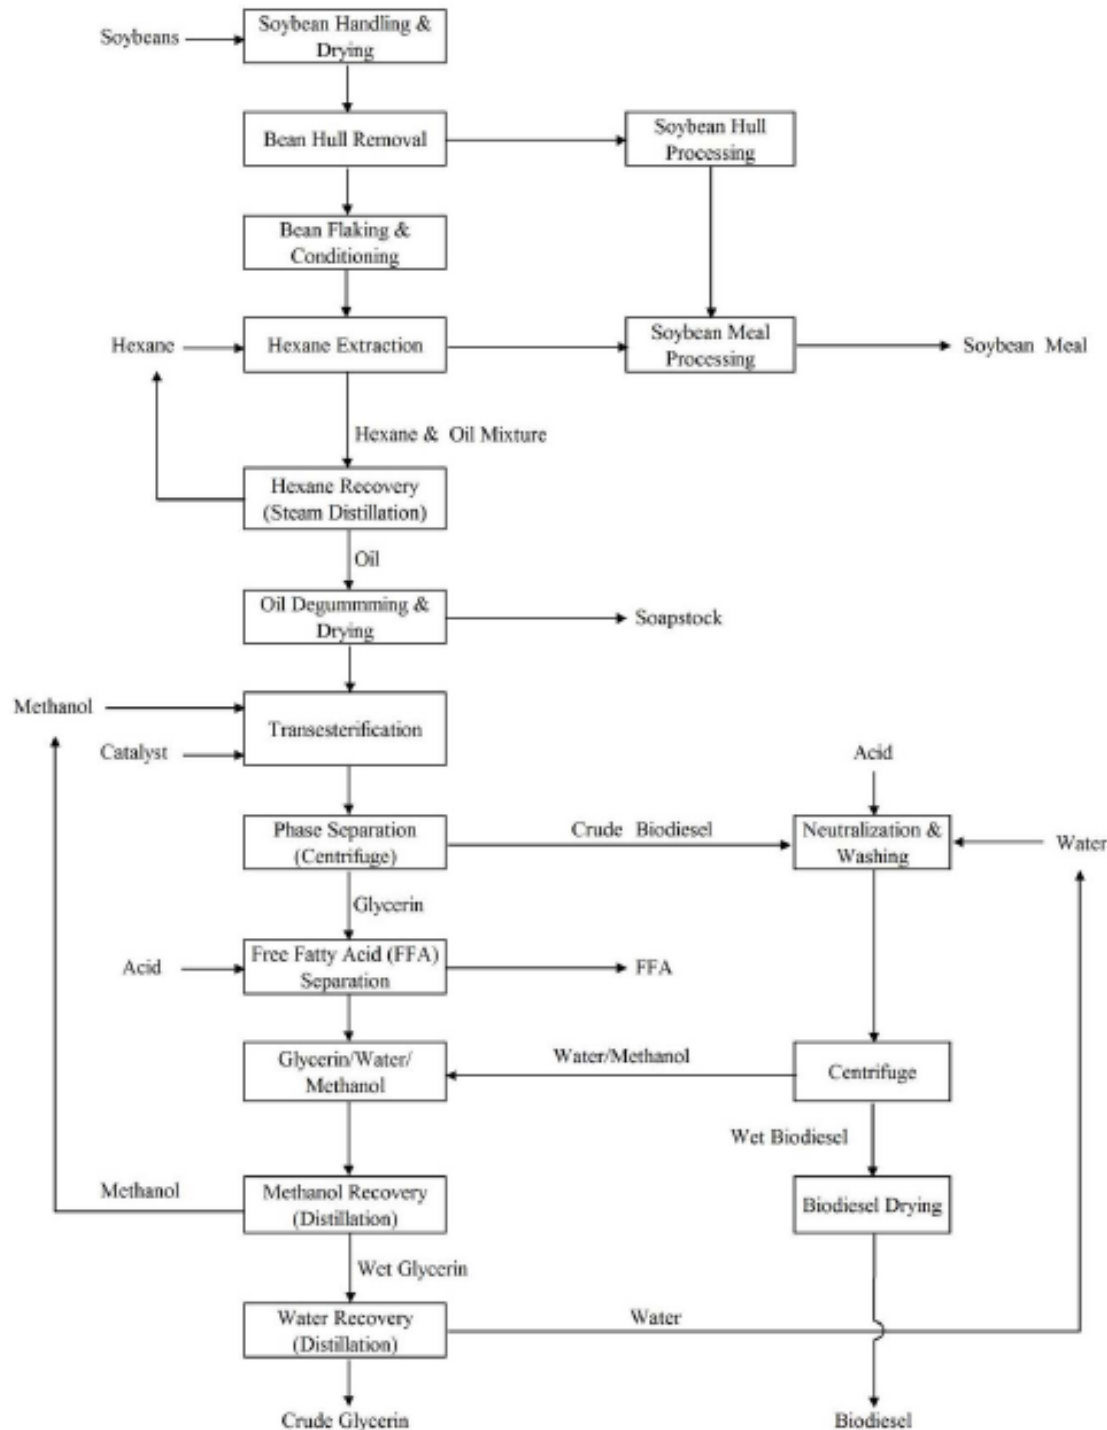 Soybeans
Soybean Handling &
Drying
Bean Hull Removal
Soybean Hull
Processing
Bean Flaking &
Conditioning
Hexane
Hexane Extraction
Soybean Meal
Processing
Soybean Meal
Hexane & Oil Mixture
Hexane Recovery
(Steam Distillation)
Oil
Oil Degummming &
Drying
Soapstock
Methanol
Transesterification
Catalyst
Acid
Phase Separation
(Centrifuge)
Crude Biodiesel
Neutralization &
Washing
Water
Glycerin
Acid
Free Fatty Acid (FFA)
Separation
FFA
Glycerin/Water/
Methanol
Water/Methanol
Centrifuge
Wet Biodiesel
Methanol
Methanol Recovery
(Distillation)
Biodiesel Drying
Wet Glycerin
Water Recovery
(Distillation)
Water
Crude Glycerin
Biodiesel